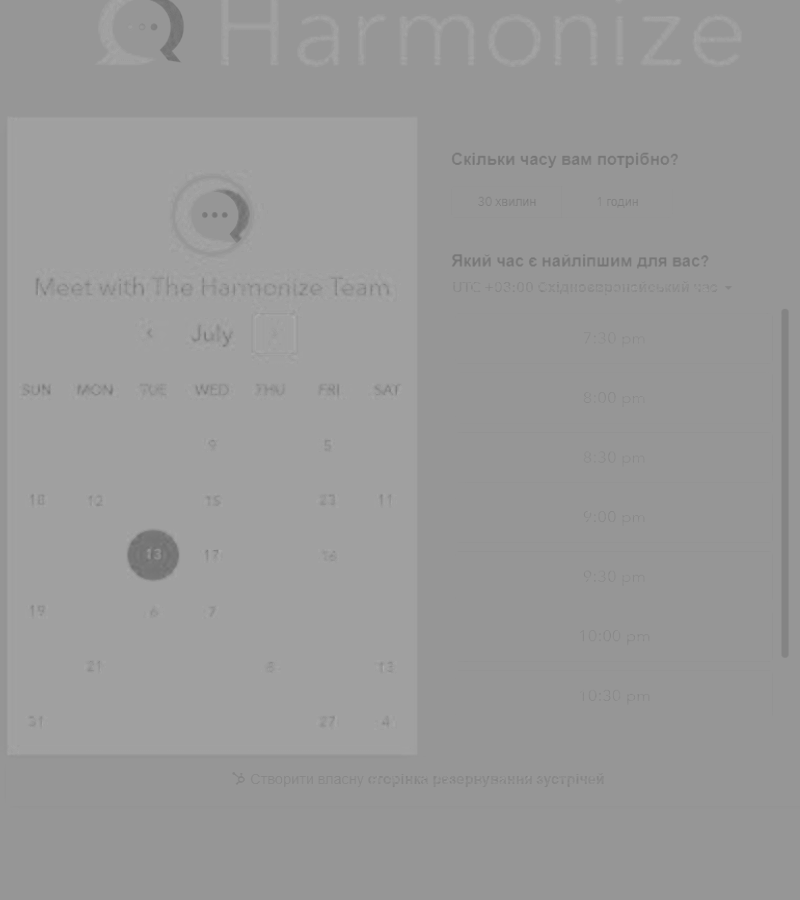 Harmonize
Meet with The Harmonize Team
July
SUN MON TUE WED THU FRI SAT
9 5
12 15 23 11
13 17 16
19 6 7
21 8 13
31 27 4
Скільки часу вам потрібно?
30 хвилин 1 годин
Який час є найліпшим для вас?
UTC +03:00 Східноєвропейський час
7:30 pm
8:00 pm
8:30 pm
9:00 pm
9:30 pm
10:00 pm
10:30 pm
Створити власну сторінка резервування зустрічей